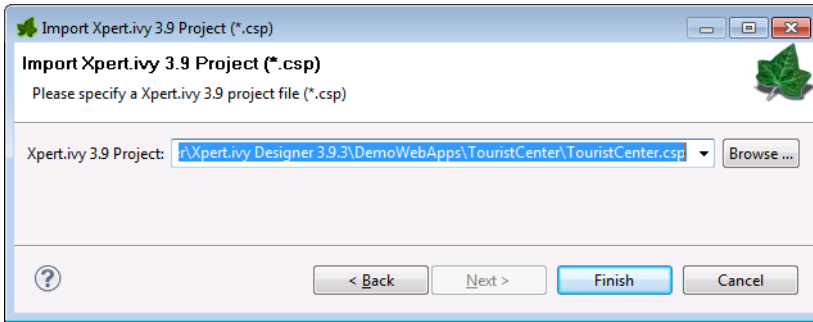 Import Xpert.ivy 3.9 Project (*.csp)
Import Xpert.ivy 3.9 Project (*.csp)
Please specify a Xpert.ivy 3.9 project file (*.csp)
Xpert.ivy 3.9 Project: r\Xpert.ivy Designer 3.9.3\DemoWebApps\TouristCenter\TouristCenter.csp Browse ...
< Back Next > Finish Cancel